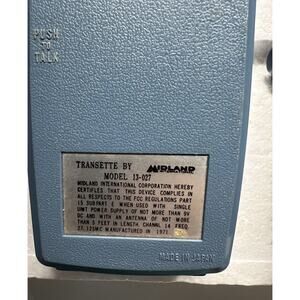 PUSH
TO
TALK
TRANSETTE BY MIDLAND
MODEL 13-027
MIDLAND INTERNATIONAL CORPORATION HEREBY
CERTIFIES THAT THIS DEVICE COMPLIES IN
ALL RESPECTS TO THE FCC REGULATIONS PART
15 SUBPART E WHEN USED WITH SINGLE
UNIT POWER SUPPLY OF NOT MORE THAN 9V
DC AND WITH AN ANTENNA OF NOT MORE
THAN 5 FEET IN LENGTH. CHANNL 14 FREQ.
27.125MC MANUFACTURED IN 1971.
MADE IN JAPAN